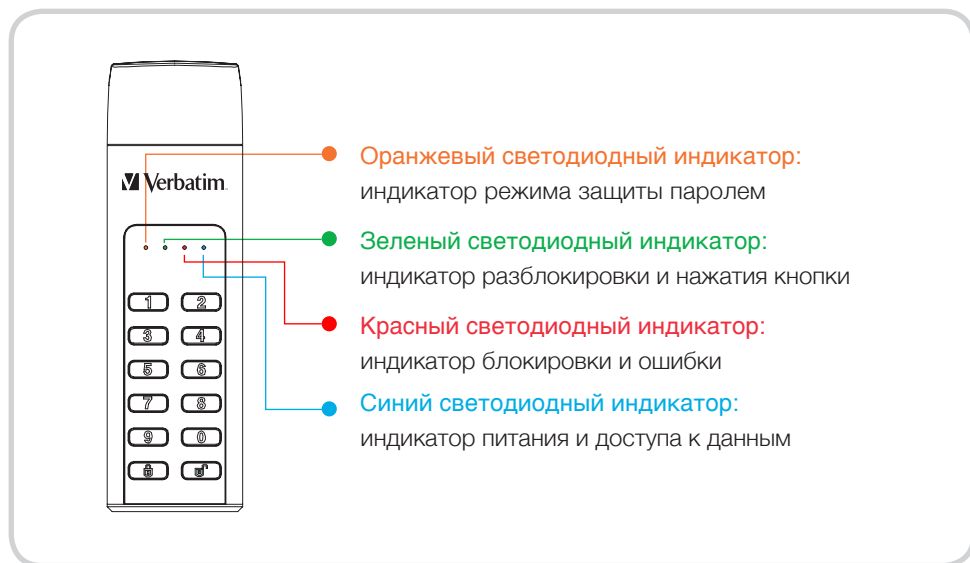 Verbatim.
Оранжевый светодиодный индикатор:
индикатор режима защиты паролем
Зеленый светодиодный индикатор:
индикатор разблокировки и нажатия кнопки
Красный светодиодный индикатор:
индикатор блокировки и ошибки
Синий светодиодный индикатор:
индикатор питания и доступа к данным
1 2
3 4
5 6
7 8
9 0